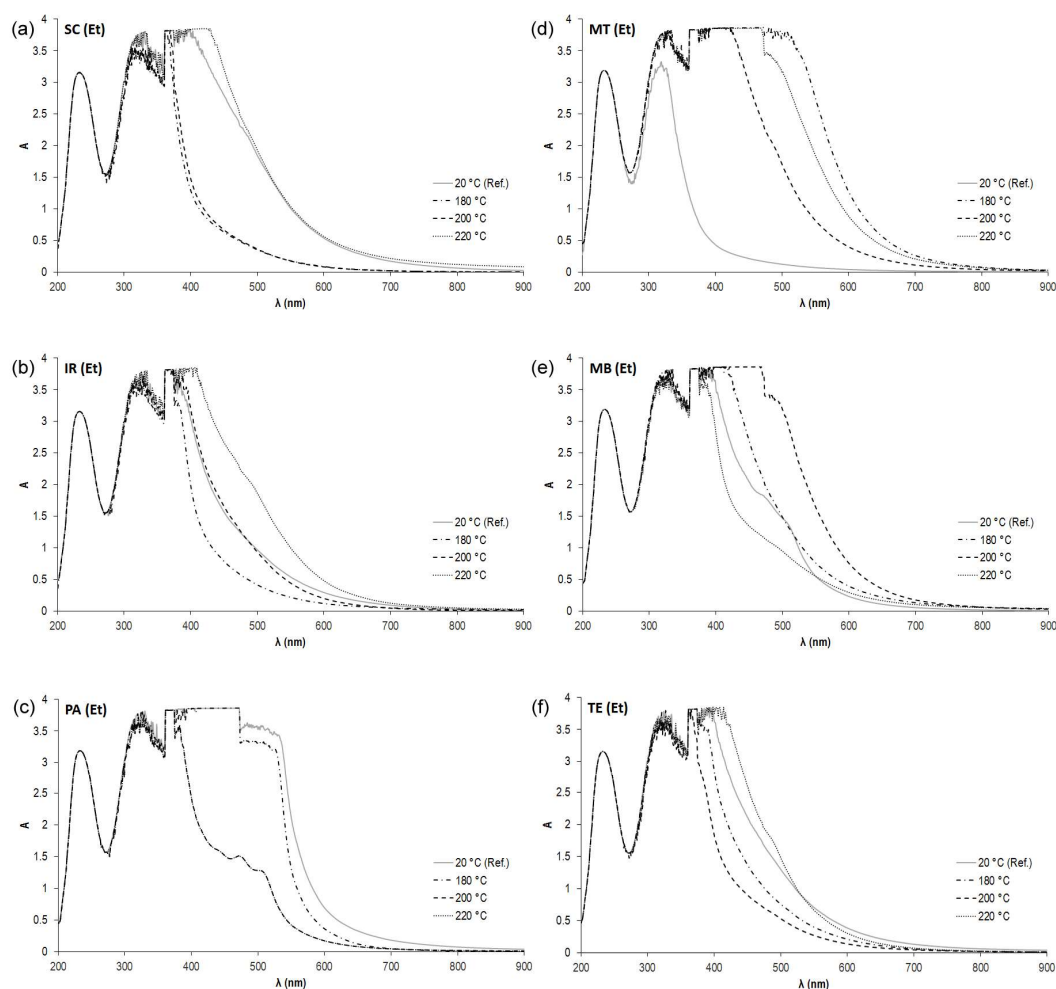 (a)
SC (Et)
4
3.5
3
2.5
2
1.5
1
0.5
0
A
20 °C (Ref.)
180 °C
200 °C
220 °C
200 300 400 500 600 700 800 900
λ (nm)
(d)
MT (Et)
4
3.5
3
2.5
2
1.5
1
0.5
0
A
20 °C (Ref.)
180 °C
200 °C
220 °C
200 300 400 500 600 700 800 900
λ (nm)
(b)
IR (Et)
4
3.5
3
2.5
2
1.5
1
0.5
0
A
20 °C (Ref.)
180 °C
200 °C
220 °C
200 300 400 500 600 700 800 900
λ (nm)
(e)
MB (Et)
4
3.5
3
2.5
2
1.5
1
0.5
0
A
20 °C (Ref.)
180 °C
200 °C
220 °C
200 300 400 500 600 700 800 900
λ (nm)
(c)
PA (Et)
4
3.5
3
2.5
2
1.5
1
0.5
0
A
20 °C (Ref.)
180 °C
200 °C
220 °C
200 300 400 500 600 700 800 900
λ (nm)
(f)
TE (Et)
4
3.5
3
2.5
2
1.5
1
0.5
0
A
20 °C (Ref.)
180 °C
200 °C
220 °C
200 300 400 500 600 700 800 900
λ (nm)